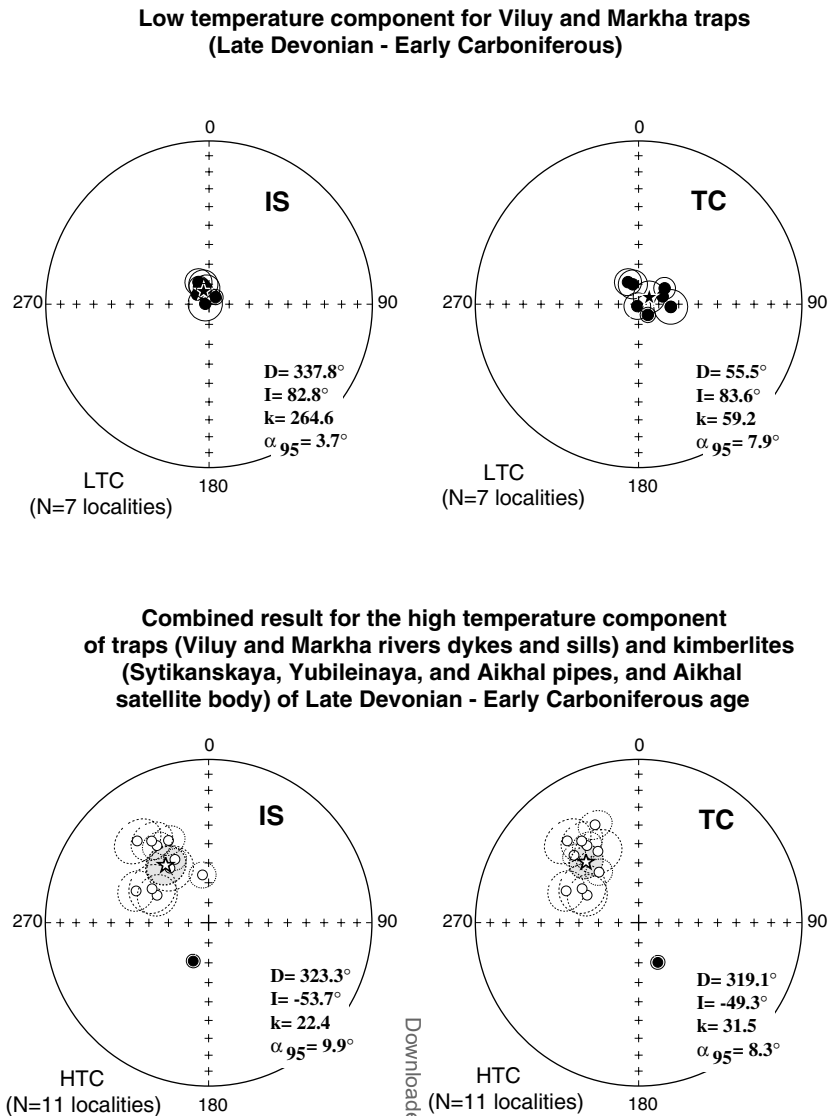 Low temperature component for Viluy and Markha traps
(Late Devonian - Early Carboniferous)
0
IS
270
90
D= 337.8°
I= 82.8°
k= 264.6
α95= 3.7°
LTC
(N=7 localities)
180
0
TC
270
90
D= 55.5°
I= 83.6°
k= 59.2
α95= 7.9°
LTC
(N=7 localities)
180
Combined result for the high temperature component
of traps (Viluy and Markha rivers dykes and sills) and kimberlites
(Sytikanskaya, Yubileinaya, and Aikhal pipes, and Aikhal
satellite body) of Late Devonian - Early Carboniferous age
0
IS
270
90
D= 323.3°
I= -53.7°
k= 22.4
α95= 9.9°
HTC
(N=11 localities)
180
0
TC
270
90
D= 319.1°
I= -49.3°
k= 31.5
α95= 8.3°
HTC
(N=11 localities)
180
Downloade